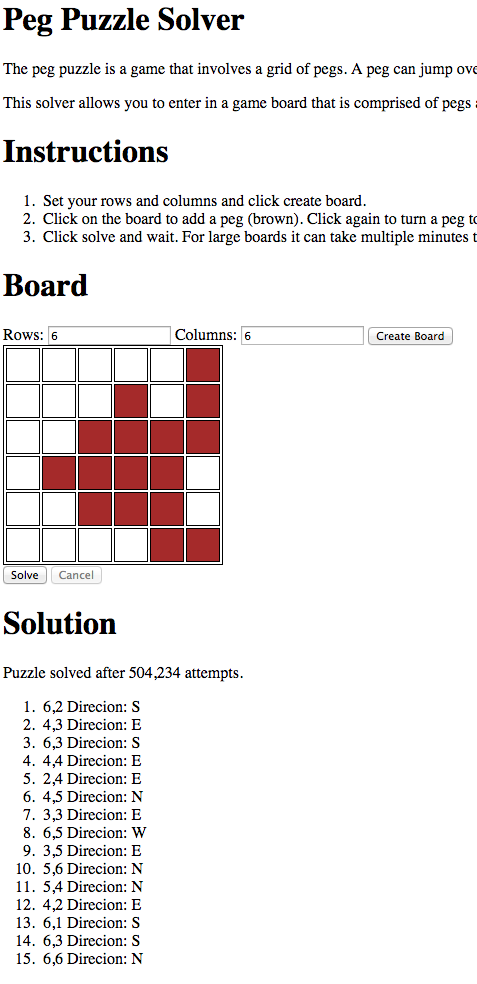 Peg Puzzle Solver
The peg puzzle is a game that involves a grid of pegs. A peg can jump ove
This solver allows you to enter in a game board that is comprised of pegs
Instructions
1. Set your rows and columns and click create board.
2. Click on the board to add a peg (brown). Click again to turn a peg to
3. Click solve and wait. For large boards it can take multiple minutes t
Board
Rows: 6 Columns: 6 Create Board
Solve Cancel
Solution
Puzzle solved after 504,234 attempts.
1. 6,2 Direcion: S
2. 4,3 Direcion: E
3. 6,3 Direcion: S
4. 4,4 Direcion: E
5. 2,4 Direcion: E
6. 4,5 Direcion: N
7. 3,3 Direcion: E
8. 6,5 Direcion: W
9. 3,5 Direcion: E
10. 5,6 Direcion: N
11. 5,4 Direcion: N
12. 4,2 Direcion: E
13. 6,1 Direcion: S
14. 6,3 Direcion: S
15. 6,6 Direcion: N